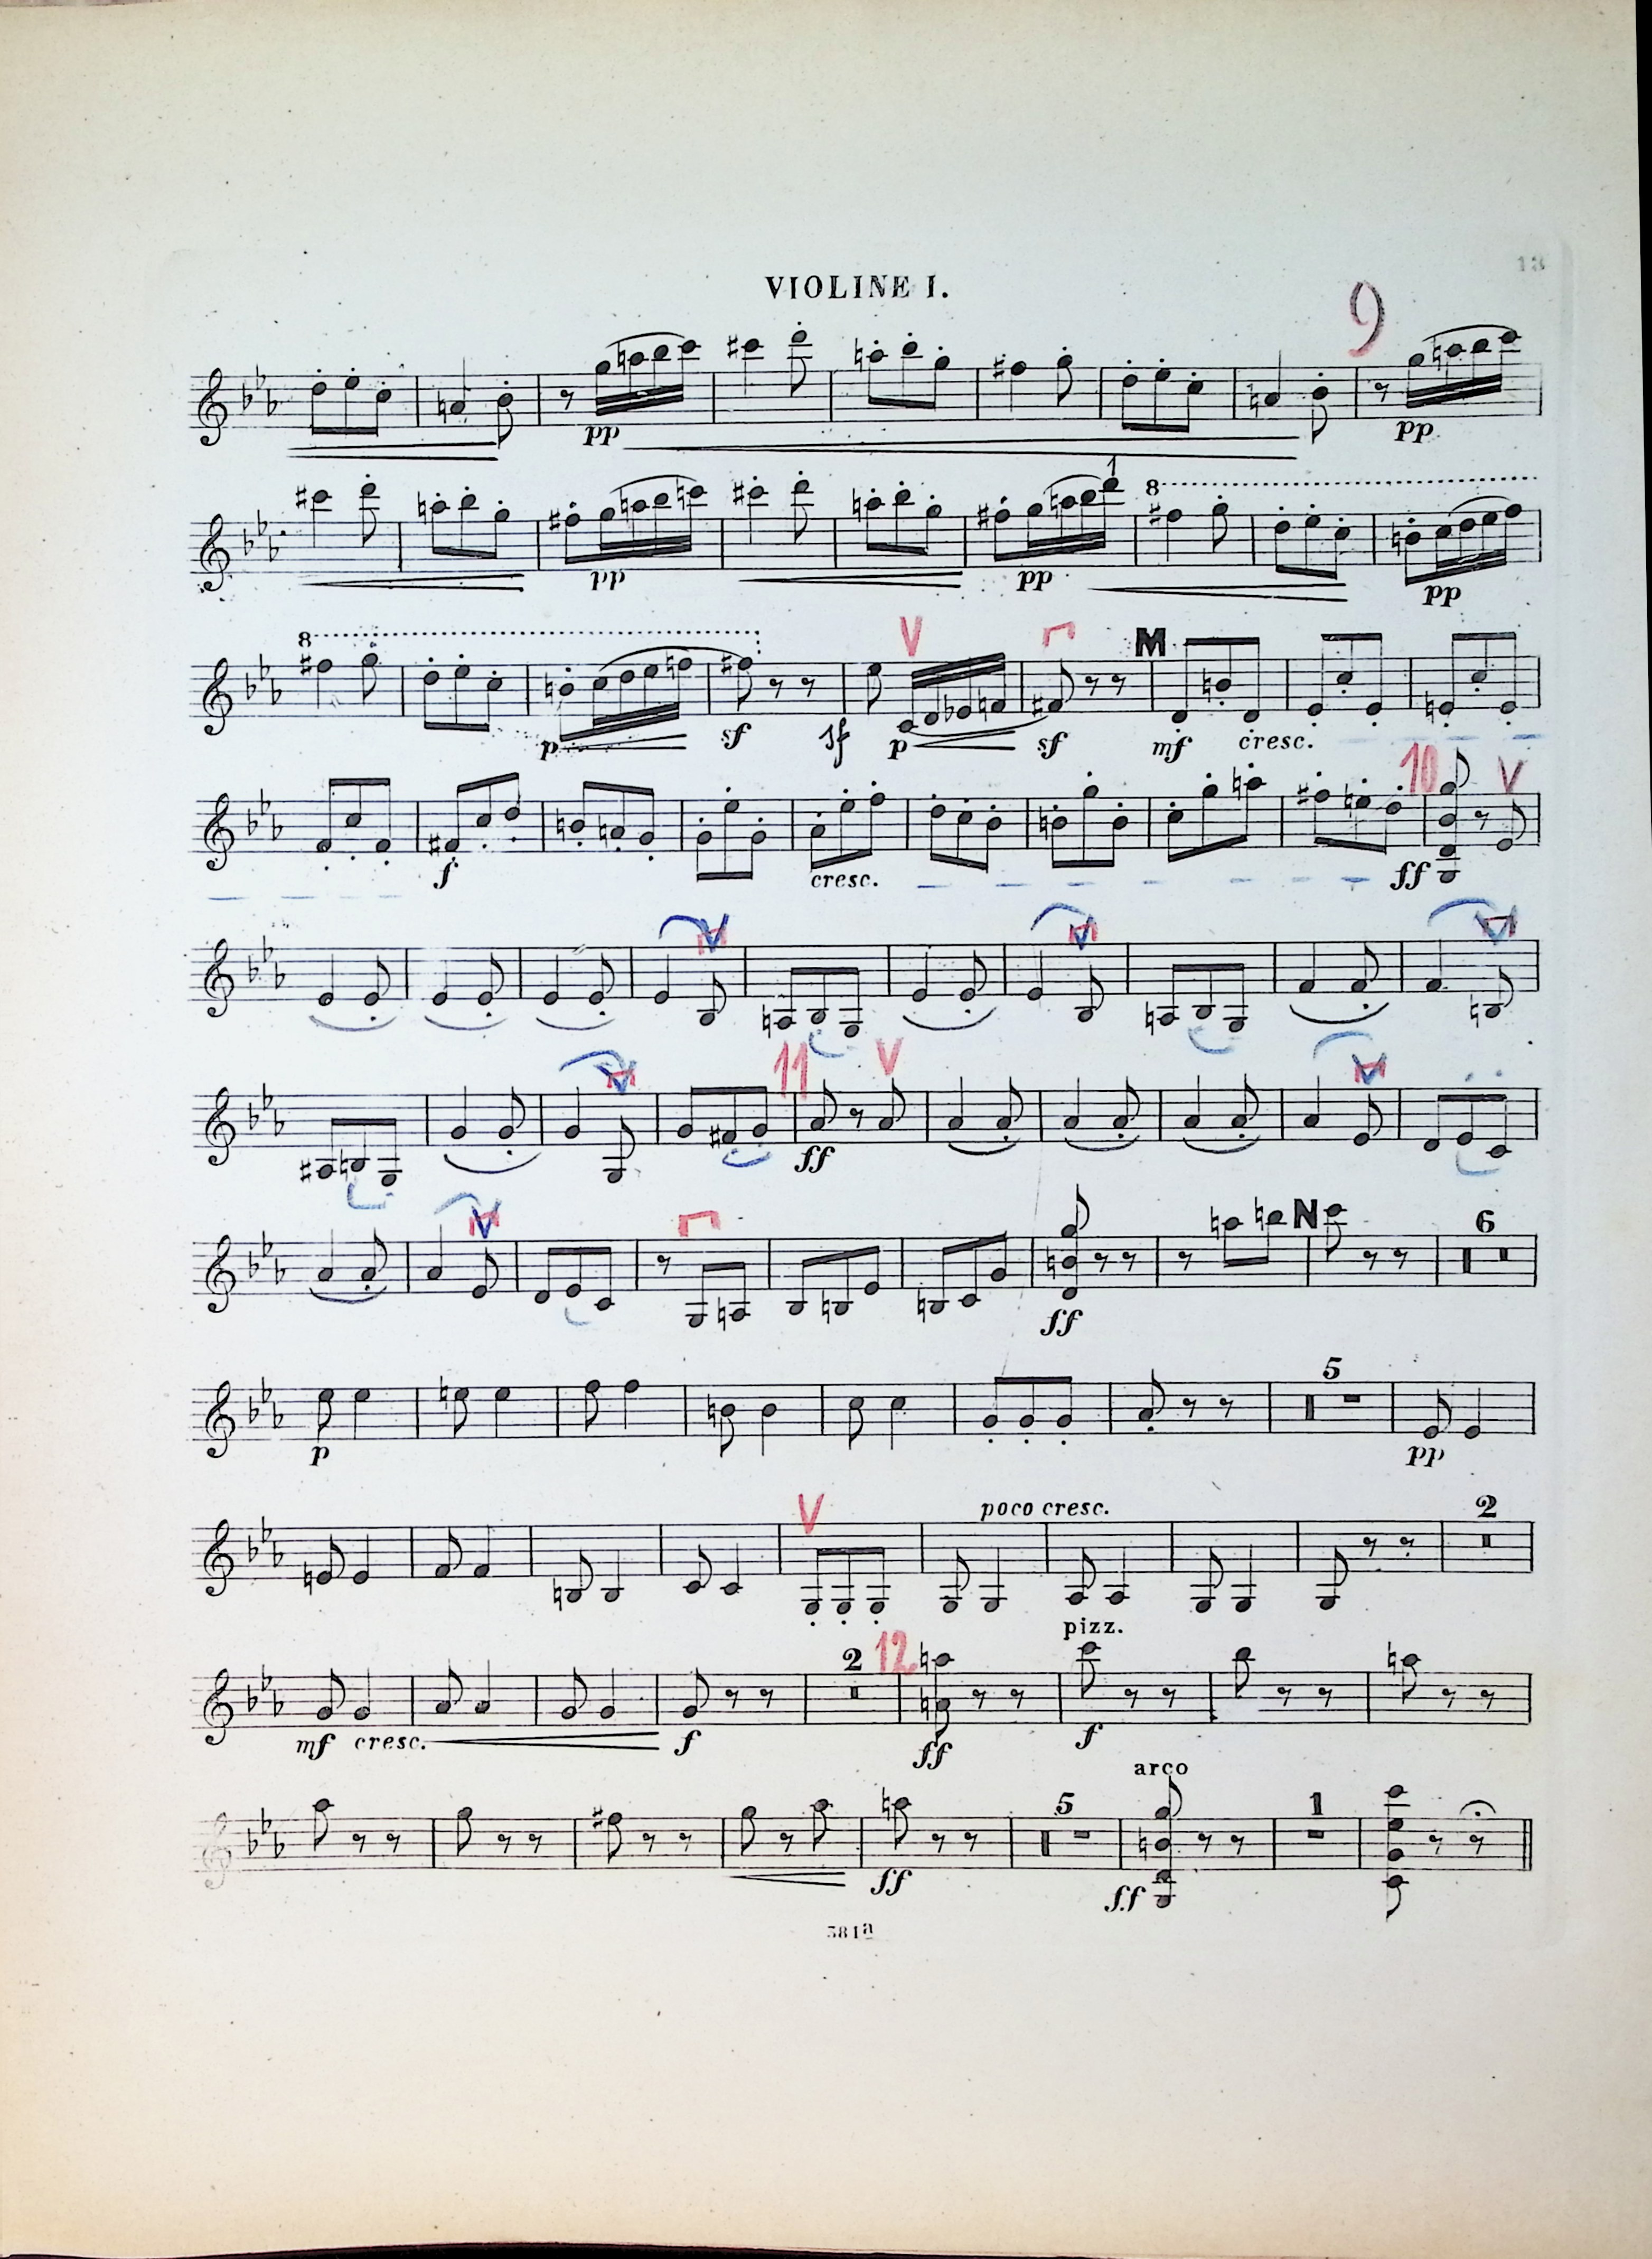 13
VIOLINE I.
9
pp pp
1
8
pp pp pp
8 M
p sf sf p sf mf cresc.
10
f cresc. ff
11
ff
N 6
ff
5
p pp
poco cresc. 2
pizz.
2 12
mf cresc. f ff f
arco
5 1
ff ff
381a